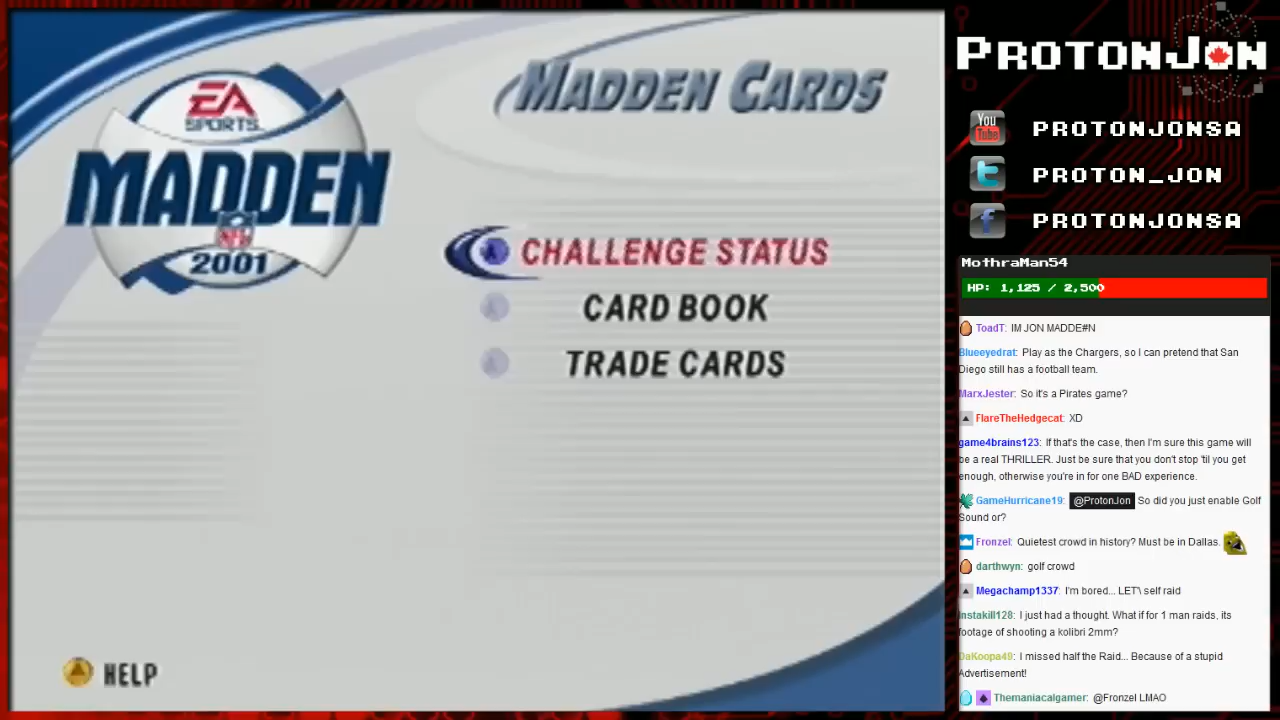 EA
SPORTS
MADDEN
NFL
2001
MADDEN CARDS
CHALLENGE STATUS
CARD BOOK
TRADE CARDS
HELP
PROTONJON
You
Tube
PROTONJONSA
PROTON_JON
PROTONJONSA
MothraMan54
HP: 1,125 / 2,500
ToadT: IM JON MADDE#N
Blueeyedrat: Play as the Chargers, so I can pretend that San
Diego still has a football team.
MarxJester: So it's a Pirates game?
FlareTheHedgecat: XD
game4brains123: If that's the case, then I'm sure this game will
be a real THRILLER. Just be sure that you don't stop 'til you get
enough, otherwise you're in for one BAD experience.
GameHurricane19: @ProtonJon So did you just enable Golf
Sound or?
Fronzel: Quietest crowd in history? Must be in Dallas.
darthwyn: golf crowd
Megachamp1337: I'm bored... LET\ self raid
Instakill128: I just had a thought. What if for 1 man raids, its
footage of shooting a kolibri 2mm?
DaKoopa49: I missed half the Raid... Because of a stupid
Advertisement!
Themaniacalgamer: @Fronzel LMAO